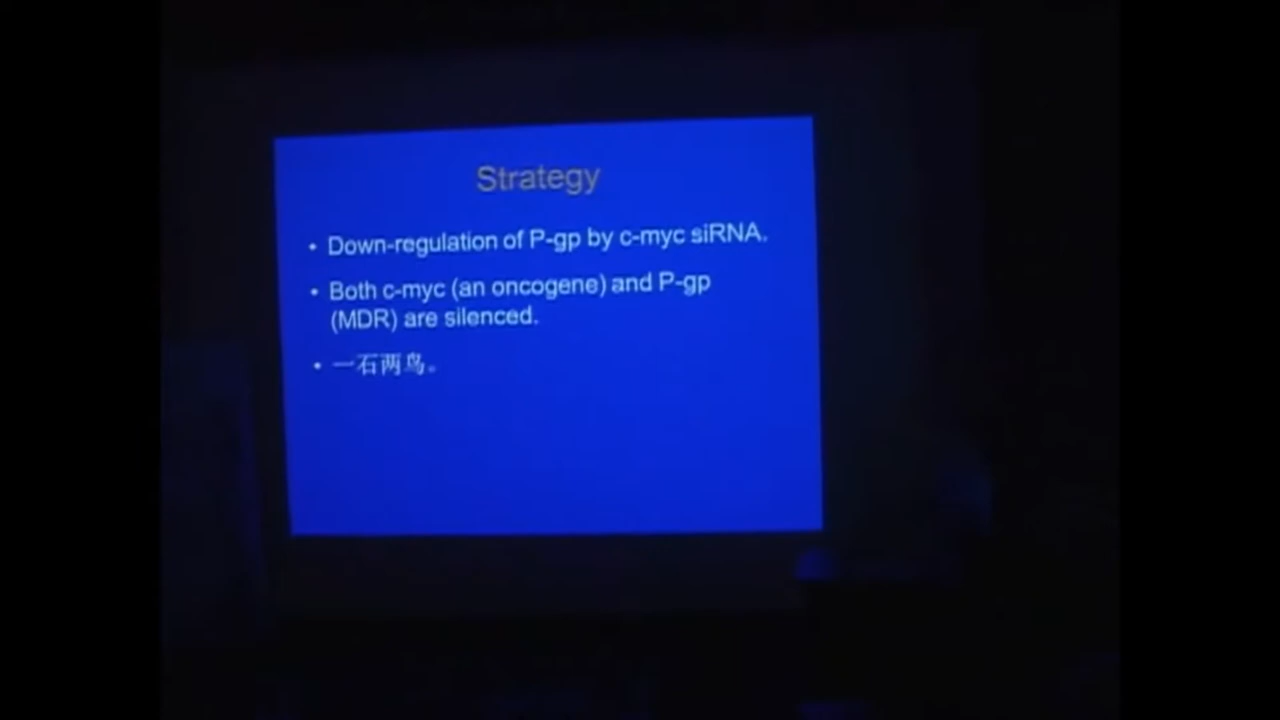 Strategy
• Down-regulation of P-gp by c-myc siRNA.
• Both c-myc (an oncogene) and P-gp
(MDR) are silenced.
• 一石两鸟。